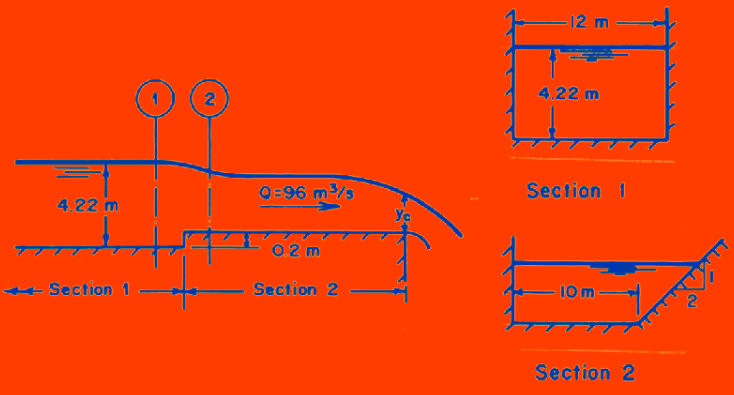 12 m
4.22 m
Section 1
1
2
Q=96 m³/s
4.22 m
yc
0.2 m
Section 1
Section 2
10 m
1
2
Section 2